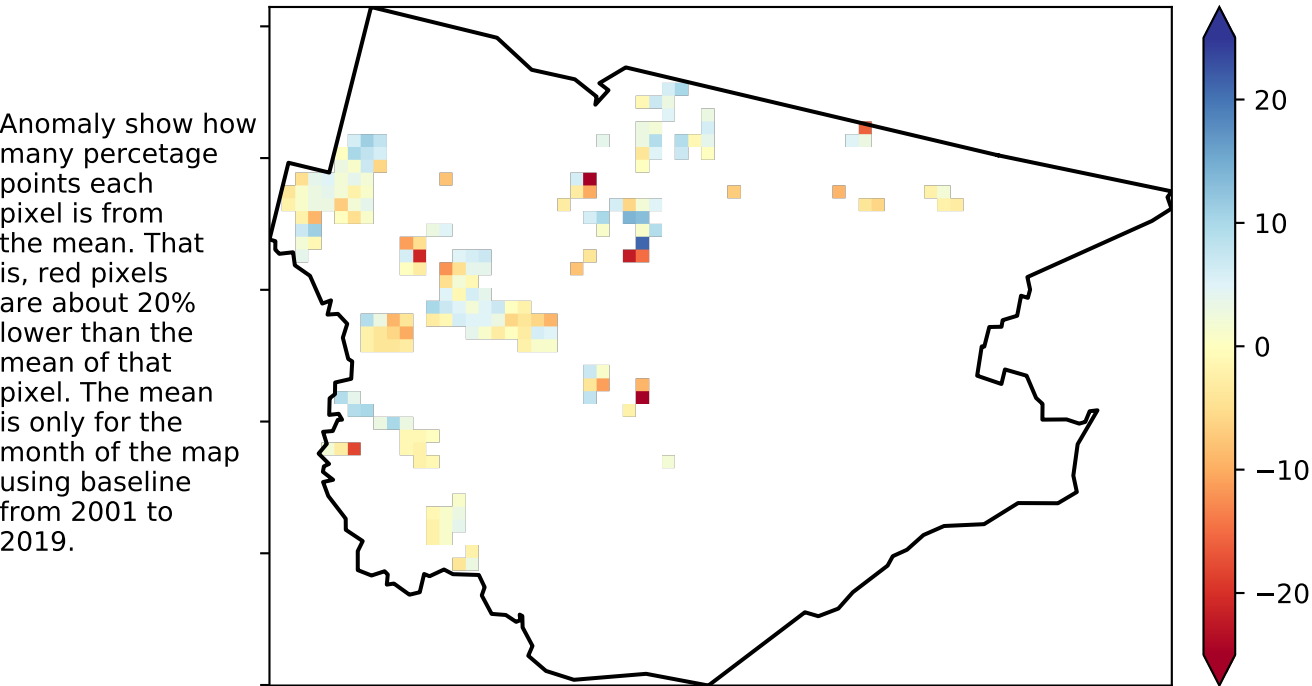 Anomaly show how
many percetage
points each
pixel is from
the mean. That
is, red pixels
are about 20%
lower than the
mean of that
pixel. The mean
is only for the
month of the map
using baseline
from 2001 to
2019.
20
10
0
−10
−20